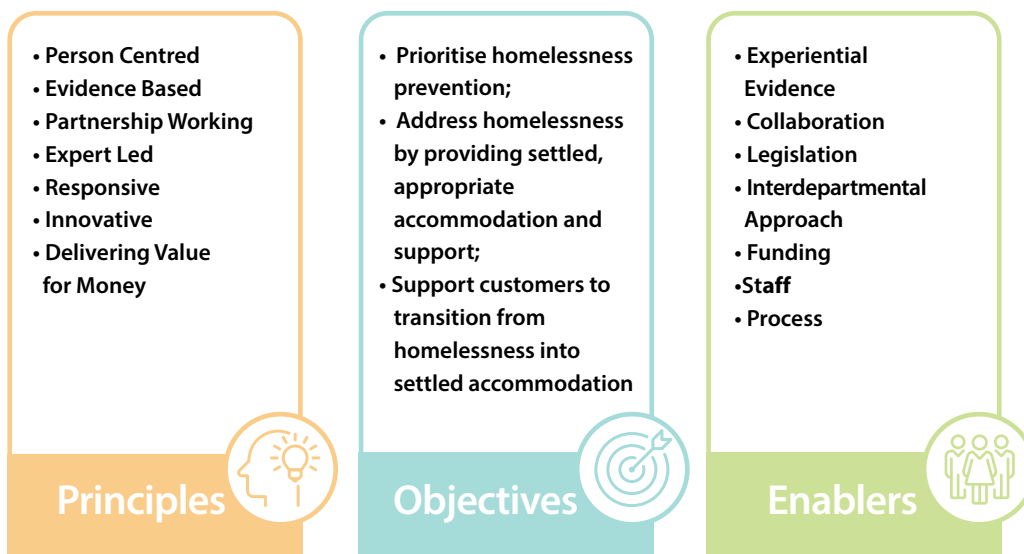 • Person Centred
• Evidence Based
• Partnership Working
• Expert Led
• Responsive
• Innovative
• Delivering Value
for Money
Principles
• Prioritise homelessness
prevention;
• Address homelessness
by providing settled,
appropriate
accommodation and
support;
• Support customers to
transition from
homelessness into
settled accommodation
Objectives
• Experiential
Evidence
• Collaboration
• Legislation
• Interdepartmental
Approach
• Funding
•Staff
• Process
Enablers